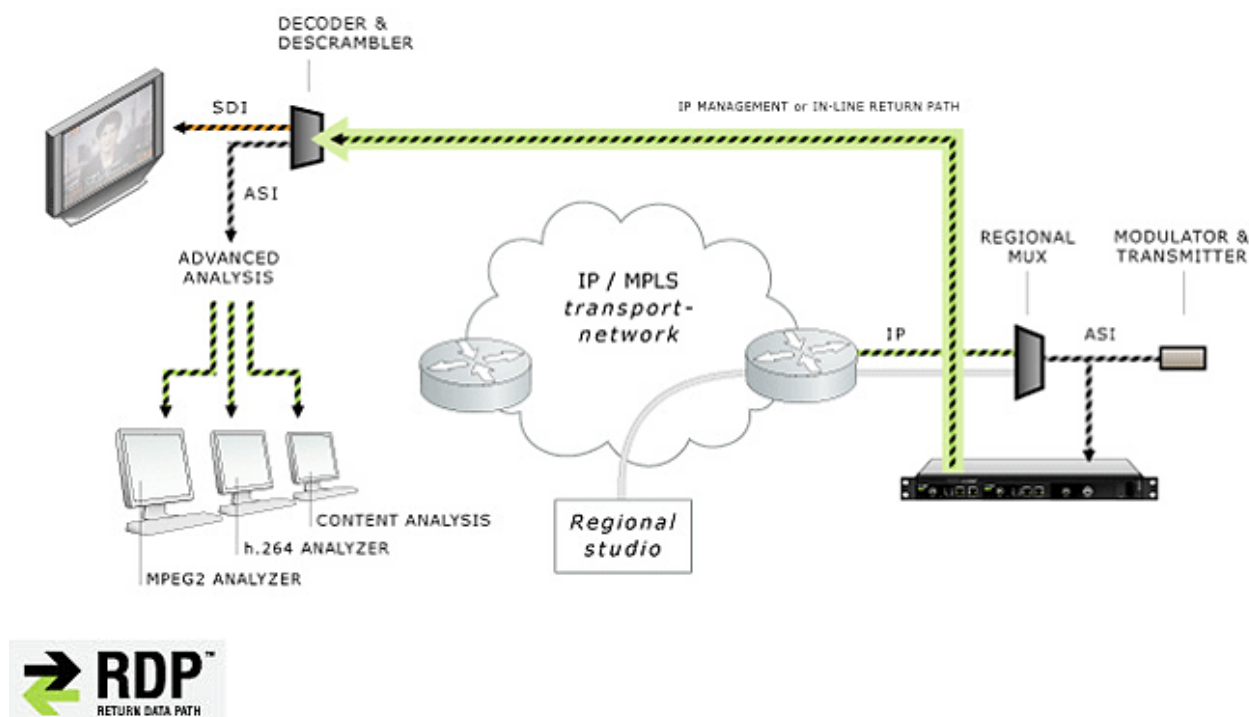 DECODER &
DESCRAMBLER
SDI
IP MANAGEMENT or IN-LINE RETURN PATH
ASI
ADVANCED
ANALYSIS
IP / MPLS
transport-
network
REGIONAL
MUX
MODULATOR &
TRANSMITTER
IP
ASI
CONTENT ANALYSIS
h.264 ANALYZER
MPEG2 ANALYZER
Regional
studio
RDP™
RETURN DATA PATH